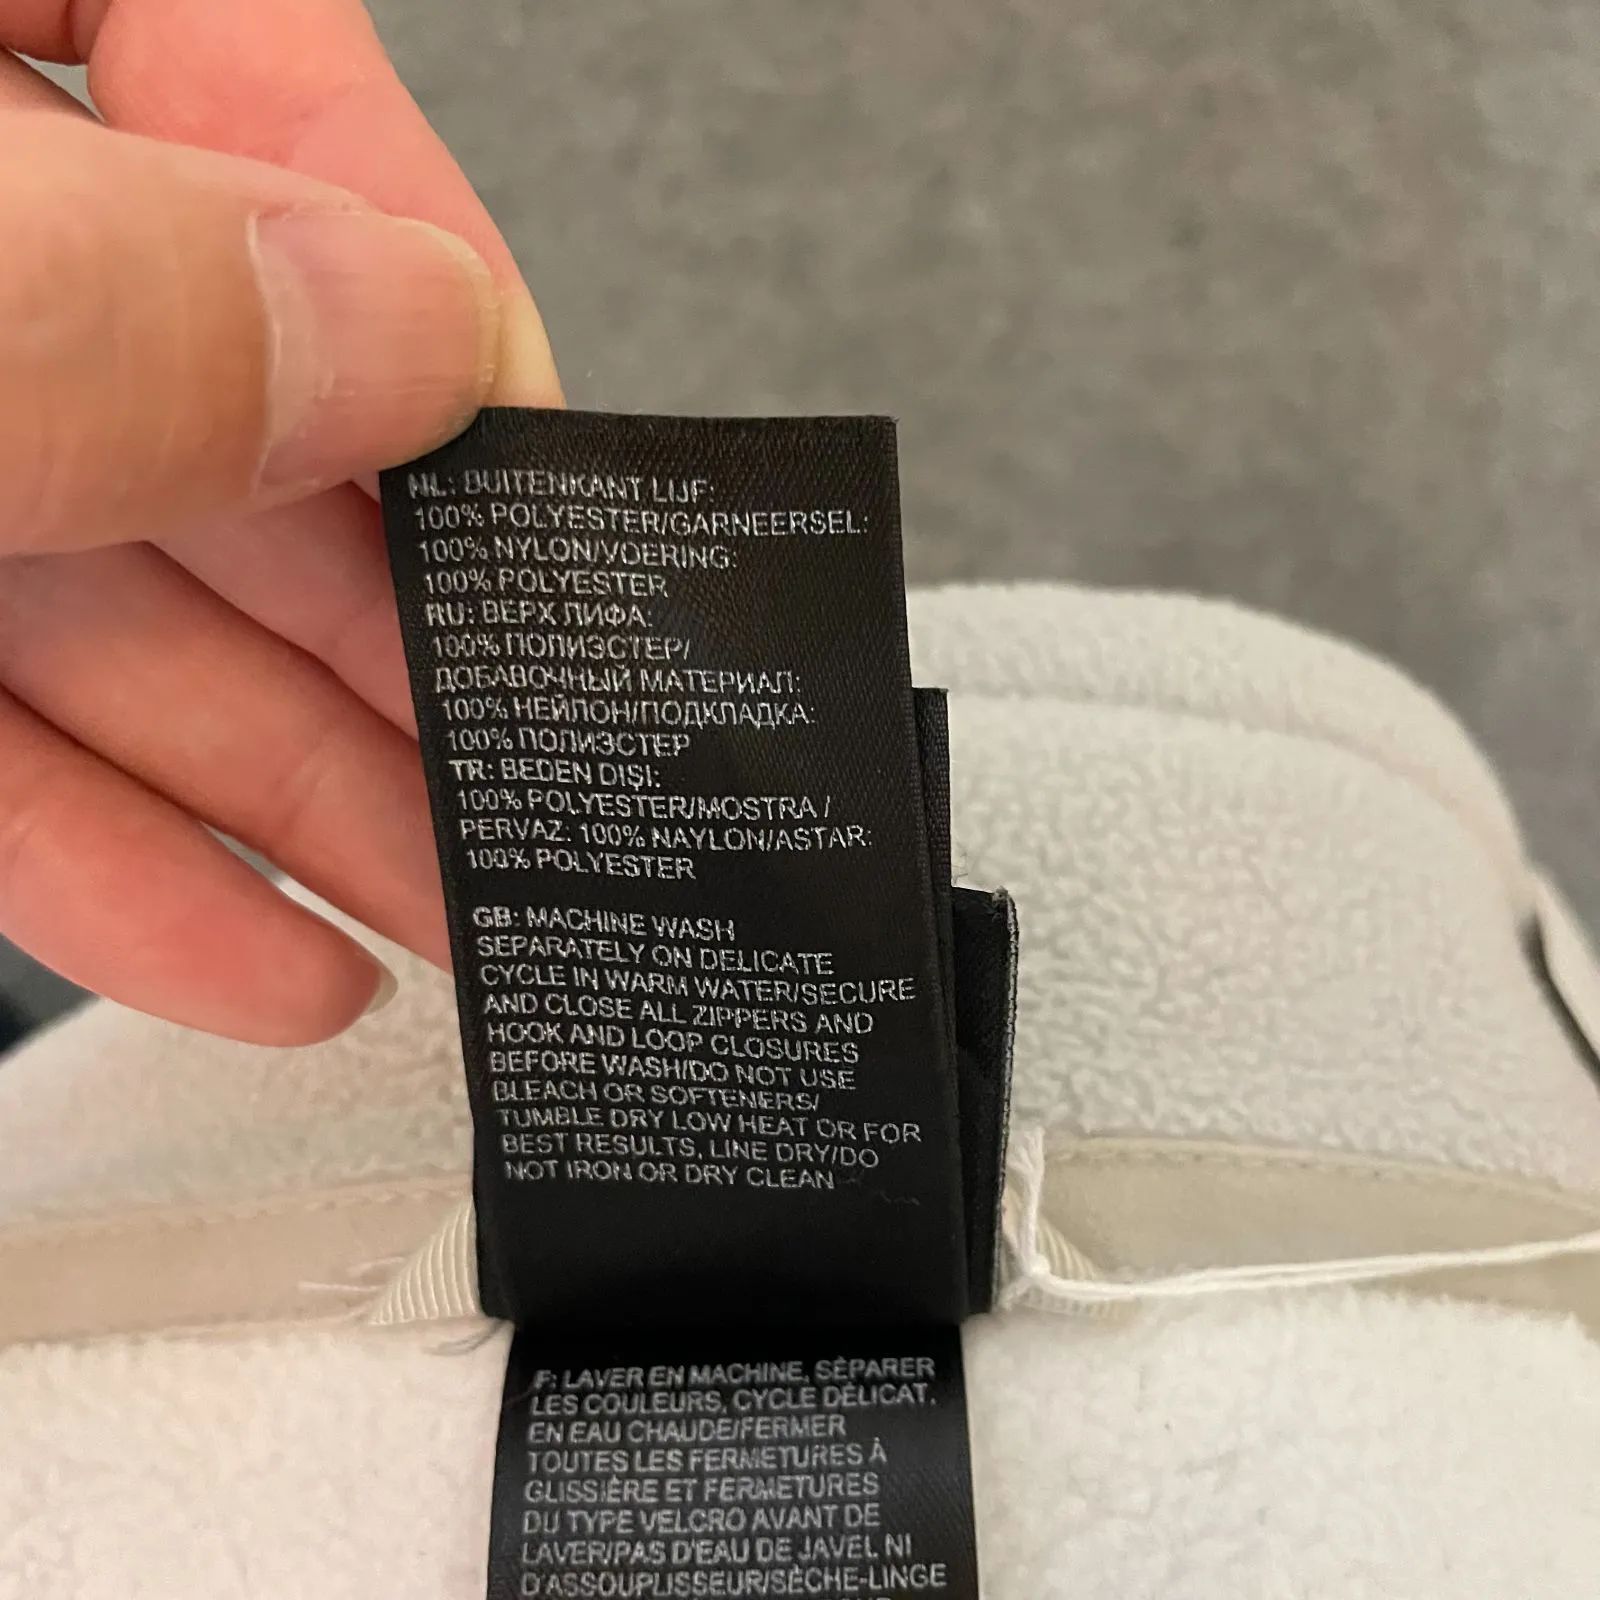 NL: BUITENKANT LIJF:
100% POLYESTER/GARNEERSEL:
100% NYLON/VOERING:
100% POLYESTER
RU: ВЕРХ ЛИФА:
100% ПОЛИЭСТЕР/
ДОБАВОЧНЫЙ МАТЕРИАЛ:
100% НЕЙЛОН/ПОДКЛАДКА:
100% ПОЛИЭСТЕР
TR: BEDEN DIŞI:
100% POLYESTER/MOSTRA /
PERVAZ: 100% NAYLON/ASTAR:
100% POLYESTER
GB: MACHINE WASH
SEPARATELY ON DELICATE
CYCLE IN WARM WATER/SECURE
AND CLOSE ALL ZIPPERS AND
HOOK AND LOOP CLOSURES
BEFORE WASH/DO NOT USE
BLEACH OR SOFTENERS/
TUMBLE DRY LOW HEAT OR FOR
BEST RESULTS, LINE DRY/DO
NOT IRON OR DRY CLEAN
F: LAVER EN MACHINE, SÉPARER
LES COULEURS, CYCLE DÉLICAT,
EN EAU CHAUDE/FERMER
TOUTES LES FERMETURES À
GLISSIÈRE ET FERMETURES
DU TYPE VELCRO AVANT DE
LAVER/PAS D'EAU DE JAVEL NI
D'ASSOUPLISSEUR/SÈCHE-LINGE